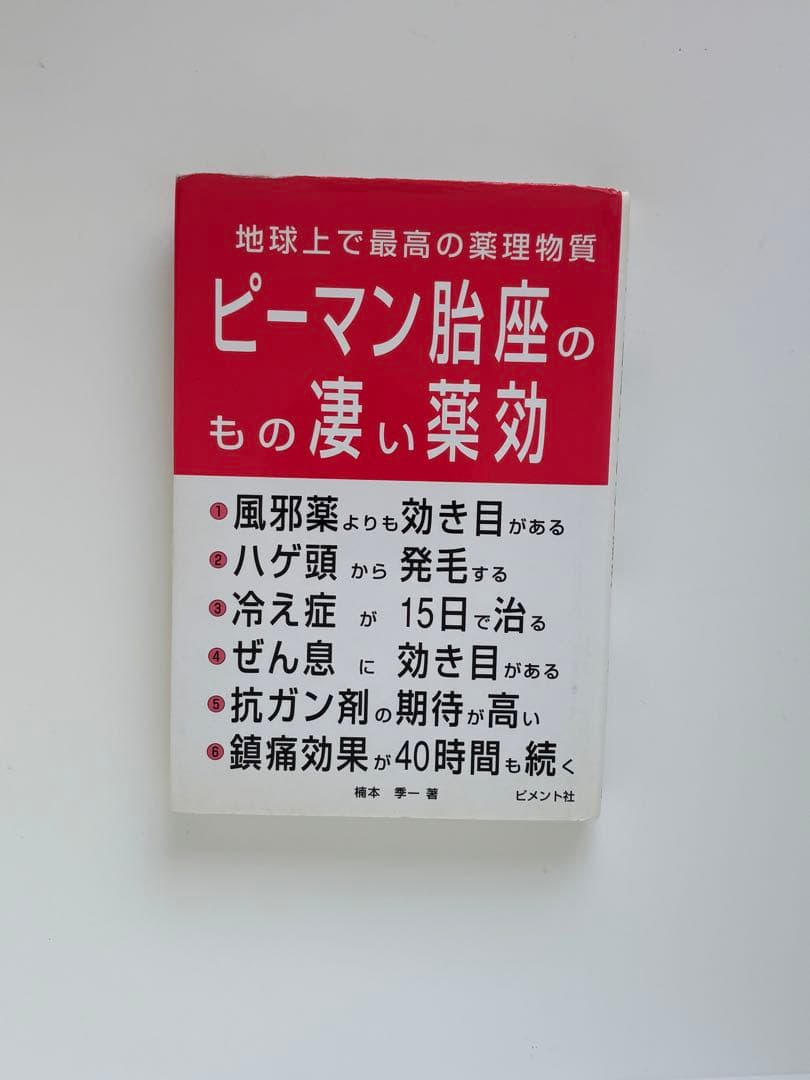 地球上で最高の薬理物質
ピーマン胎座の
もの凄い薬効
① 風邪薬よりも効き目がある
② ハゲ頭から発毛する
③ 冷え症が15日で治る
④ ぜん息に効き目がある
⑤ 抗ガン剤の期待が高い
⑥ 鎮痛効果が40時間も続く
楠本 季一 著 ピメント社